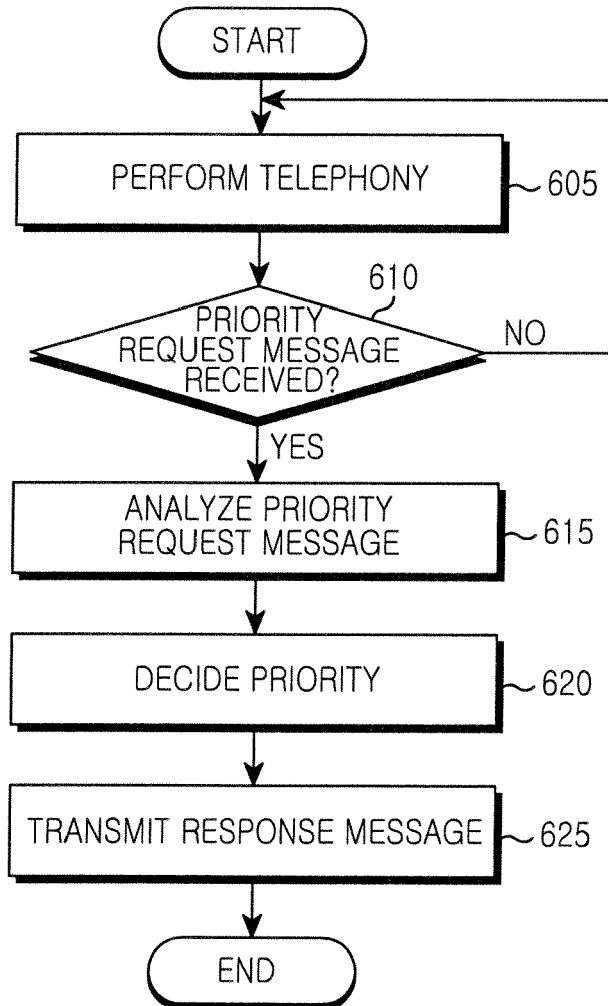 START
PERFORM TELEPHONY
605
610
PRIORITY
REQUEST MESSAGE
RECEIVED?
NO
YES
ANALYZE PRIORITY
REQUEST MESSAGE
615
DECIDE PRIORITY
620
TRANSMIT RESPONSE MESSAGE
625
END